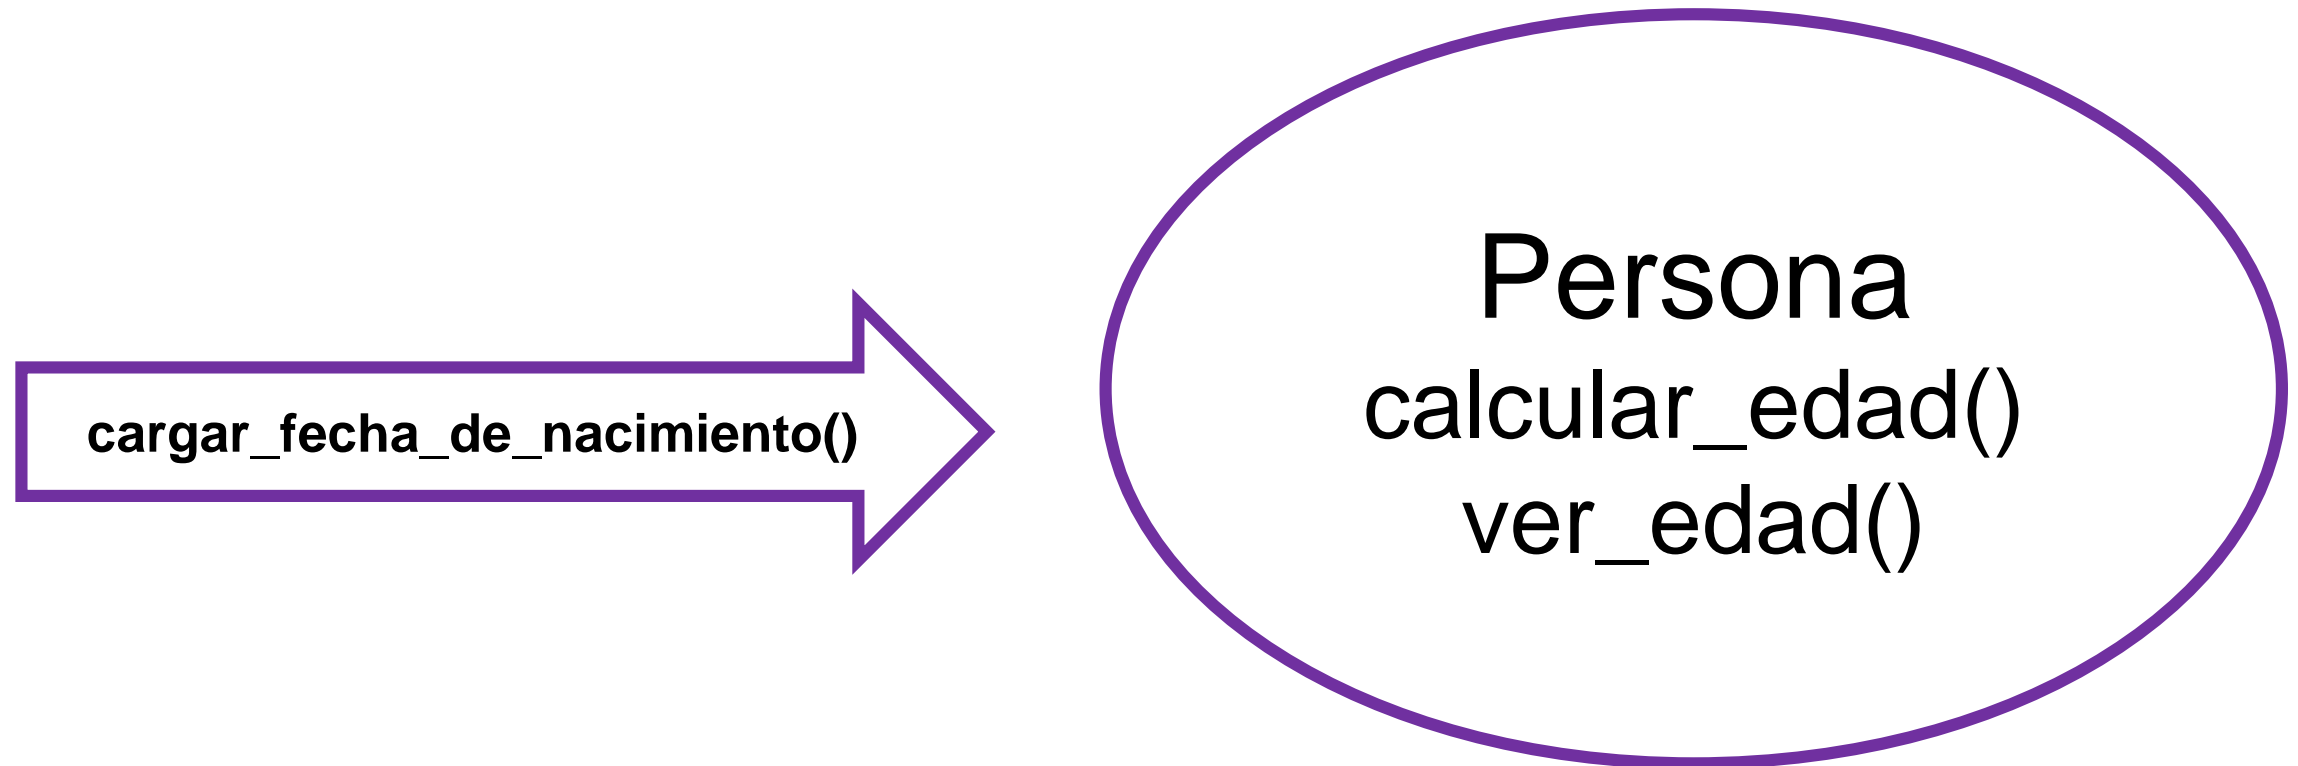 cargar_fecha_de_nacimiento()
Persona
calcular_edad()
ver_edad()